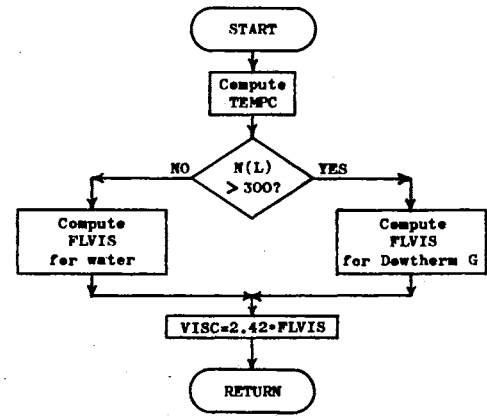 START
Compute
TEMPC
N(L)
> 300?
NO
YES
Compute
FLVIS
for water
Compute
FLVIS
for Dowtherm G
VISC=2.42*FLVIS
RETURN